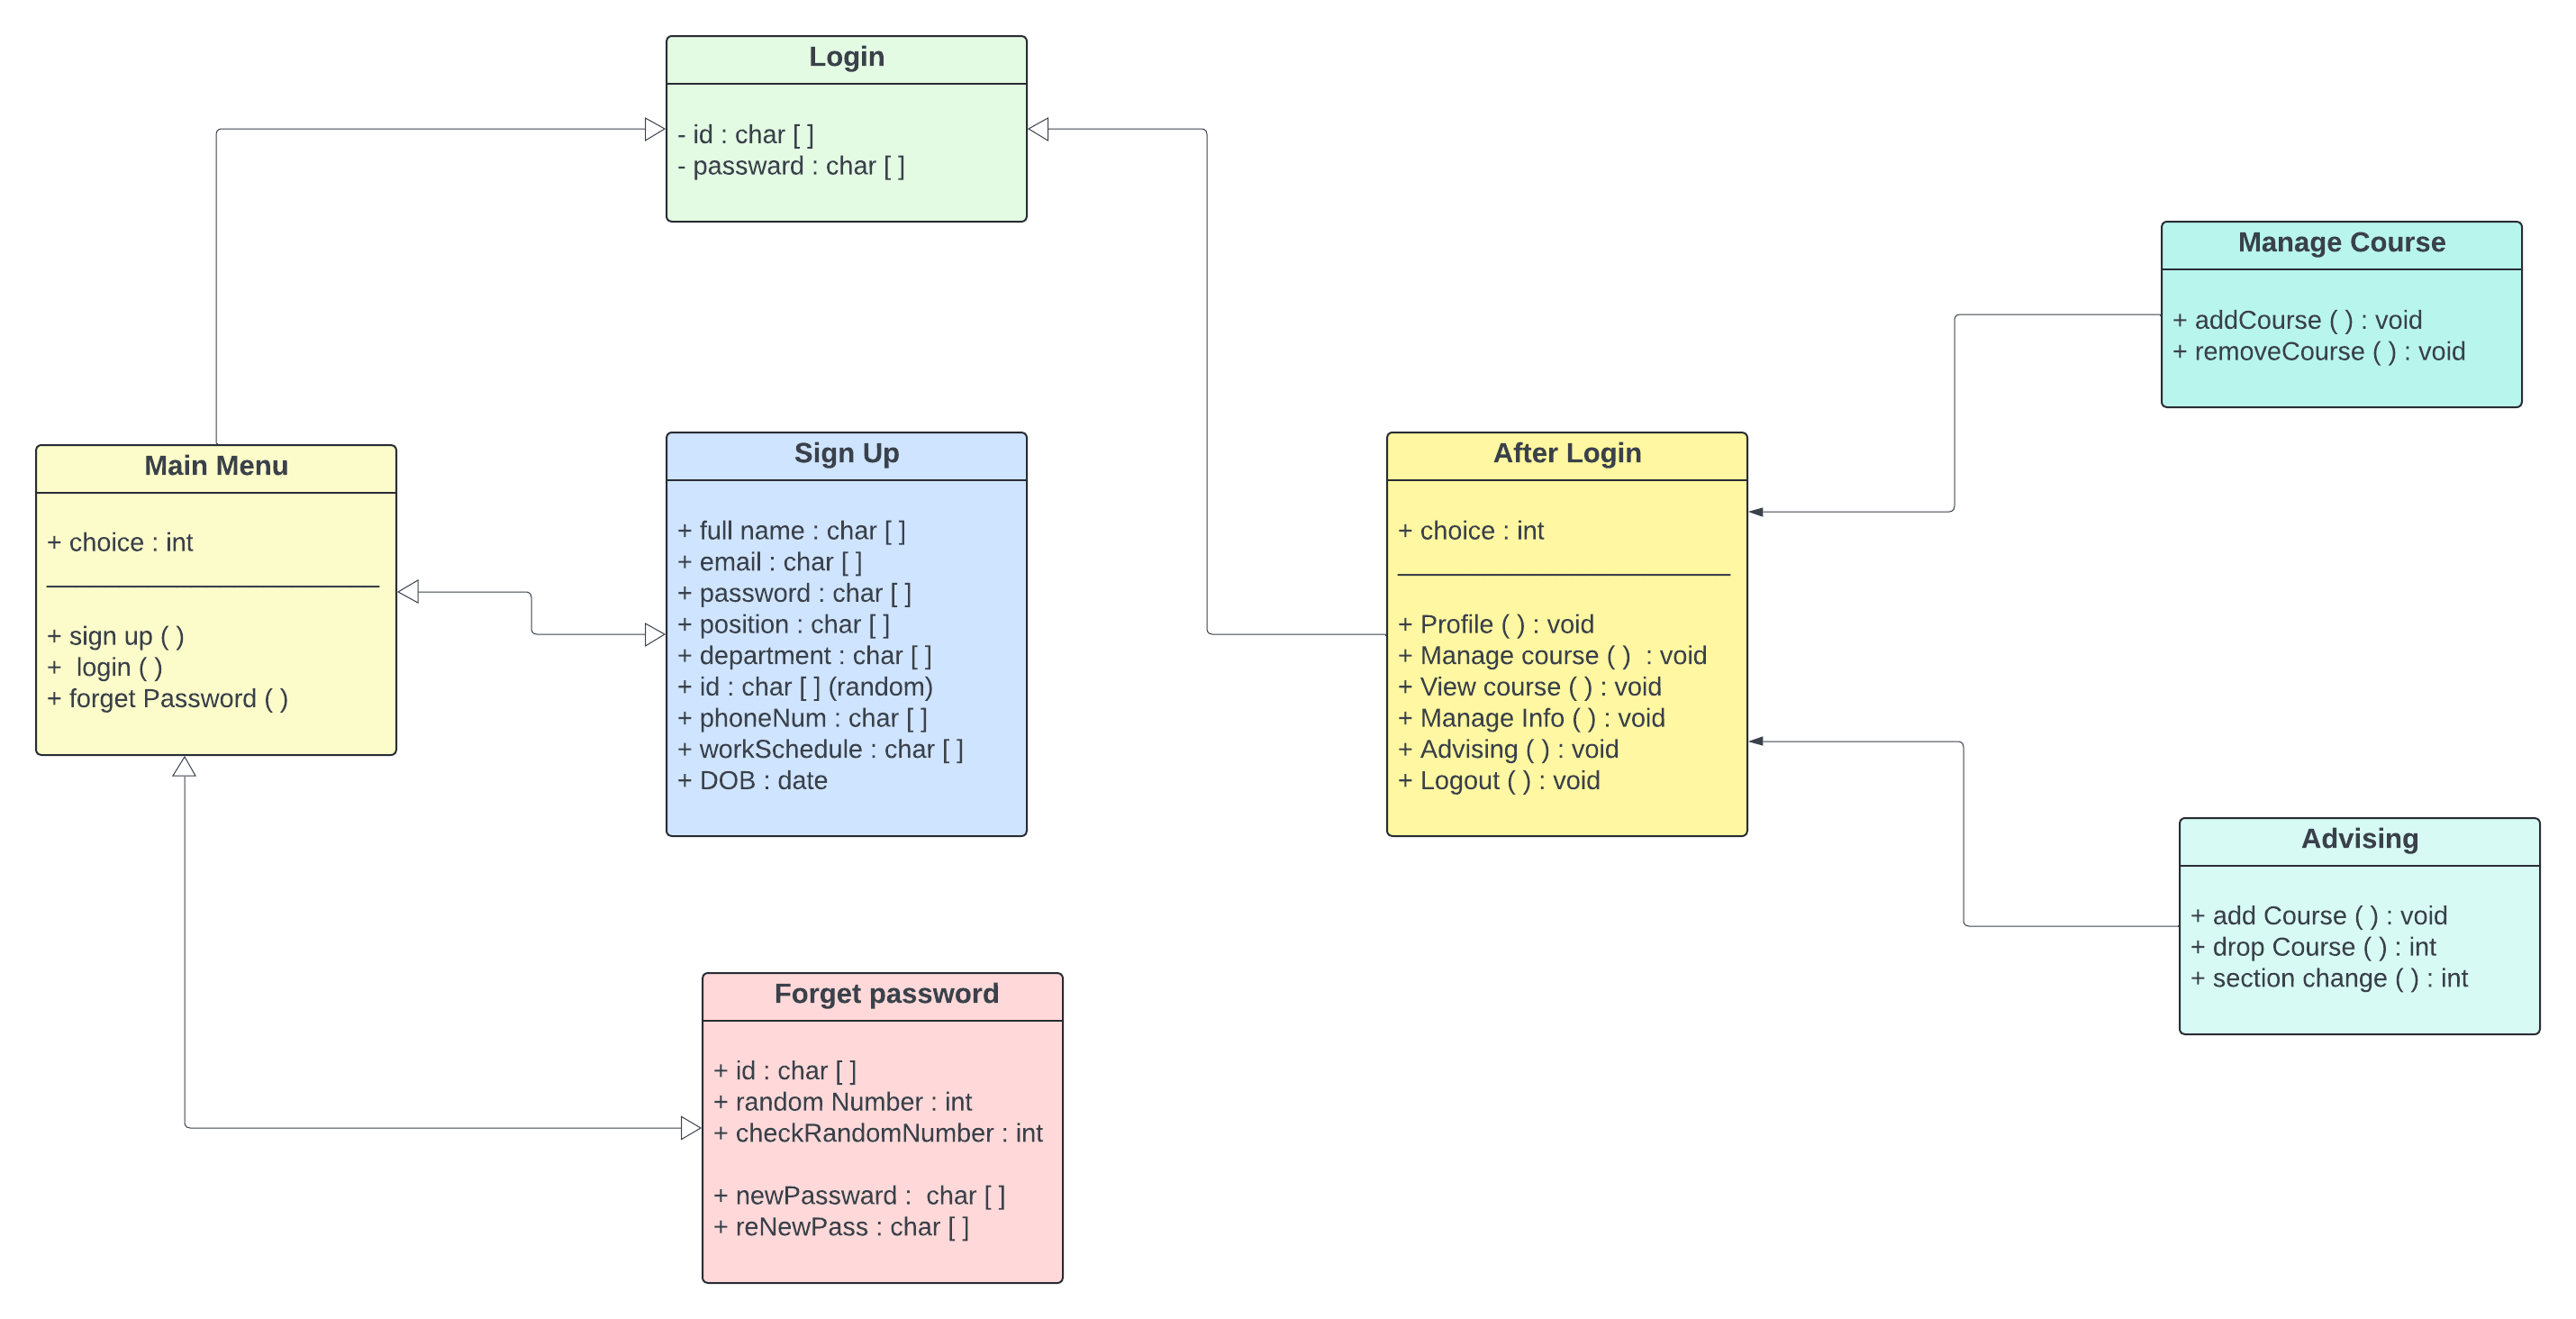 Login
- id : char [ ]
- passward : char [ ]
Manage Course
+ addCourse ( ) : void
+ removeCourse ( ) : void
Main Menu
+ choice : int
+ sign up ( )
+  login ( )
+ forget Password ( )
Sign Up
+ full name : char [ ]
+ email : char [ ]
+ password : char [ ]
+ position : char [ ]
+ department : char [ ]
+ id : char [ ] (random)
+ phoneNum : char [ ]
+ workSchedule : char [ ]
+ DOB : date
After Login
+ choice : int
+ Profile ( ) : void
+ Manage course ( )  : void
+ View course ( ) : void
+ Manage Info ( ) : void
+ Advising ( ) : void
+ Logout ( ) : void
Advising
+ add Course ( ) : void
+ drop Course ( ) : int
+ section change ( ) : int
Forget password
+ id : char [ ]
+ random Number : int
+ checkRandomNumber : int
+ newPassward :  char [ ]
+ reNewPass : char [ ]